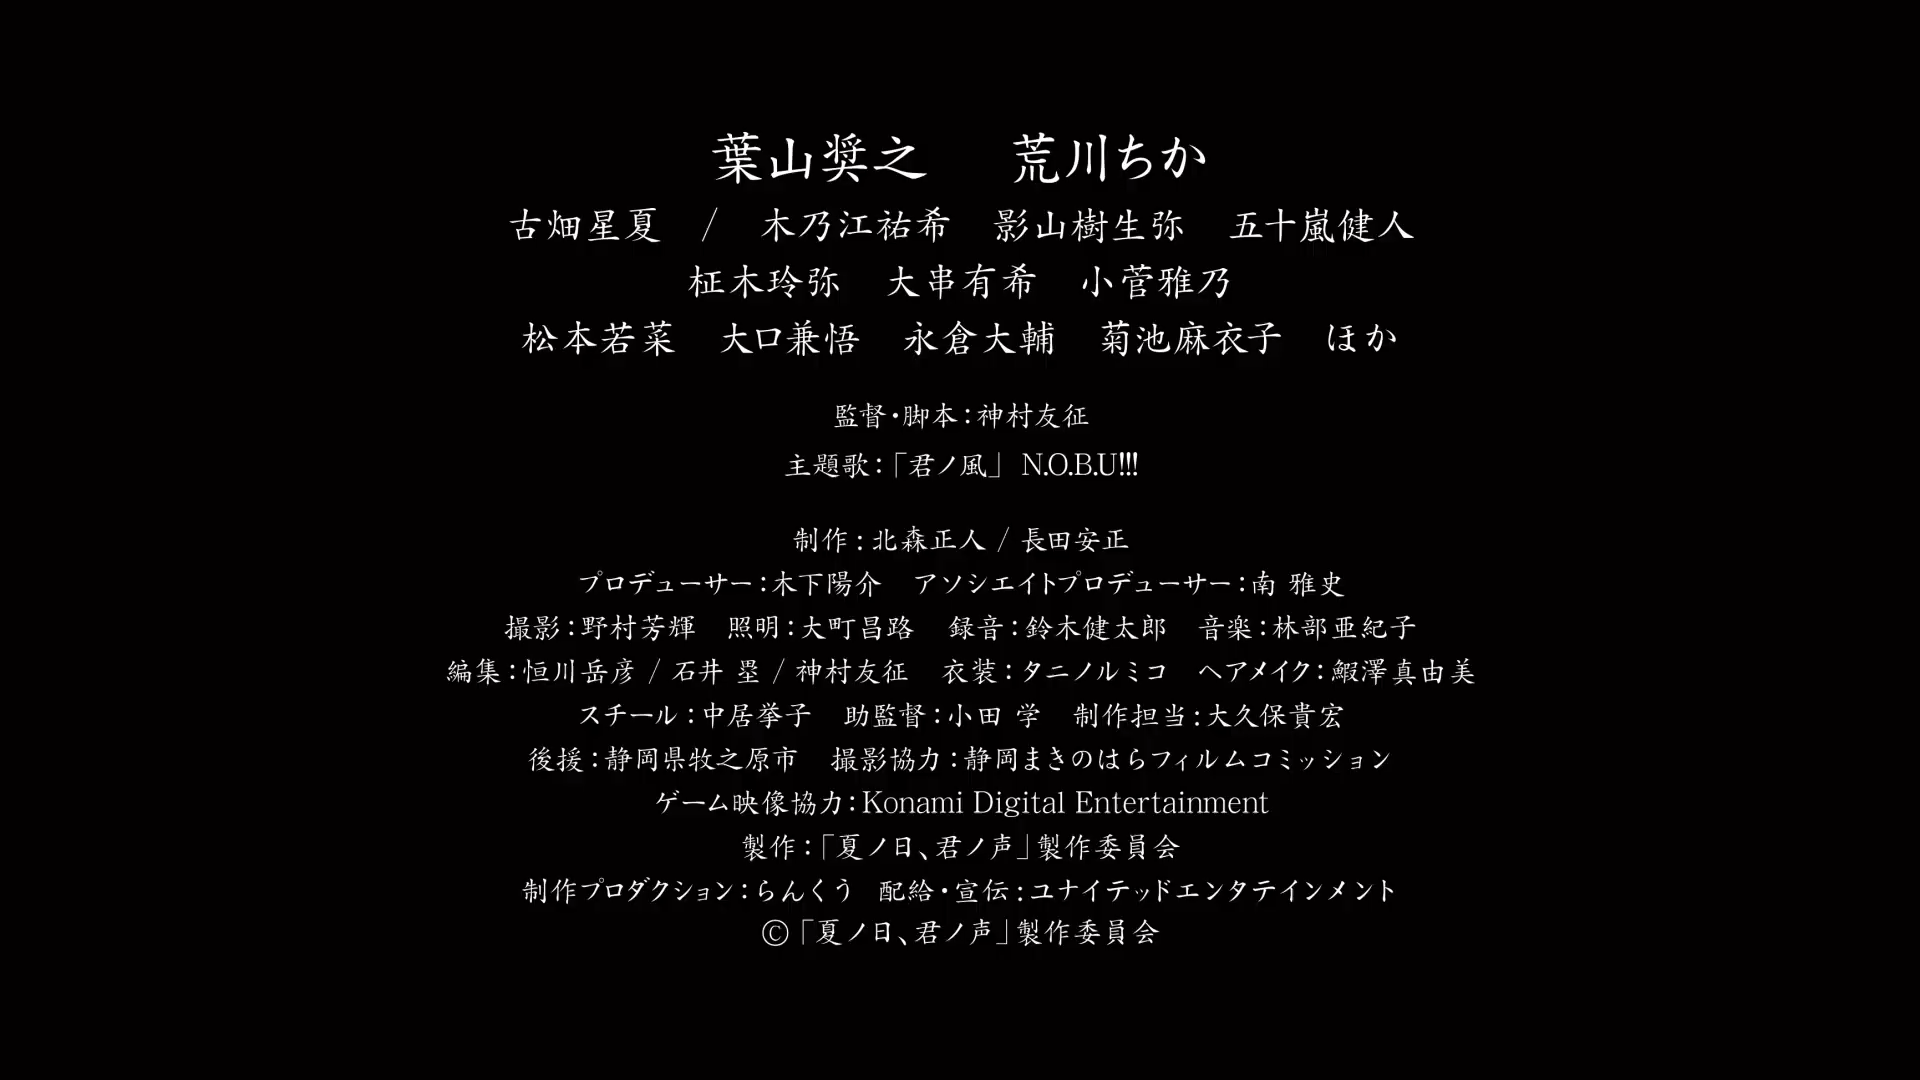 葉山奨之　荒川ちか
古畑星夏　/　木乃江祐希　影山樹生弥　五十嵐健人
柾木玲弥　大串有希　小菅雅乃
松本若菜　大口兼悟　永倉大輔　菊池麻衣子　ほか
監督・脚本：神村友征
主題歌：「君ノ風」 N.O.B.U!!!
制作：北森正人 / 長田安正
プロデューサー：木下陽介　アソシエイトプロデューサー：南 雅史
撮影：野村芳輝　照明：大町昌路　録音：鈴木健太郎　音楽：林部亜紀子
編集：恒川岳彦 / 石井 塁 / 神村友征　衣装：タニノルミコ　ヘアメイク：鰕澤真由美
スチール：中居挙子　助監督：小田 学　制作担当：大久保貴宏
後援：静岡県牧之原市　撮影協力：静岡まきのはらフィルムコミッション
ゲーム映像協力：Konami Digital Entertainment
製作：「夏ノ日、君ノ声」製作委員会
制作プロダクション：らんくう　配給・宣伝：ユナイテッドエンタテインメント
©「夏ノ日、君ノ声」製作委員会